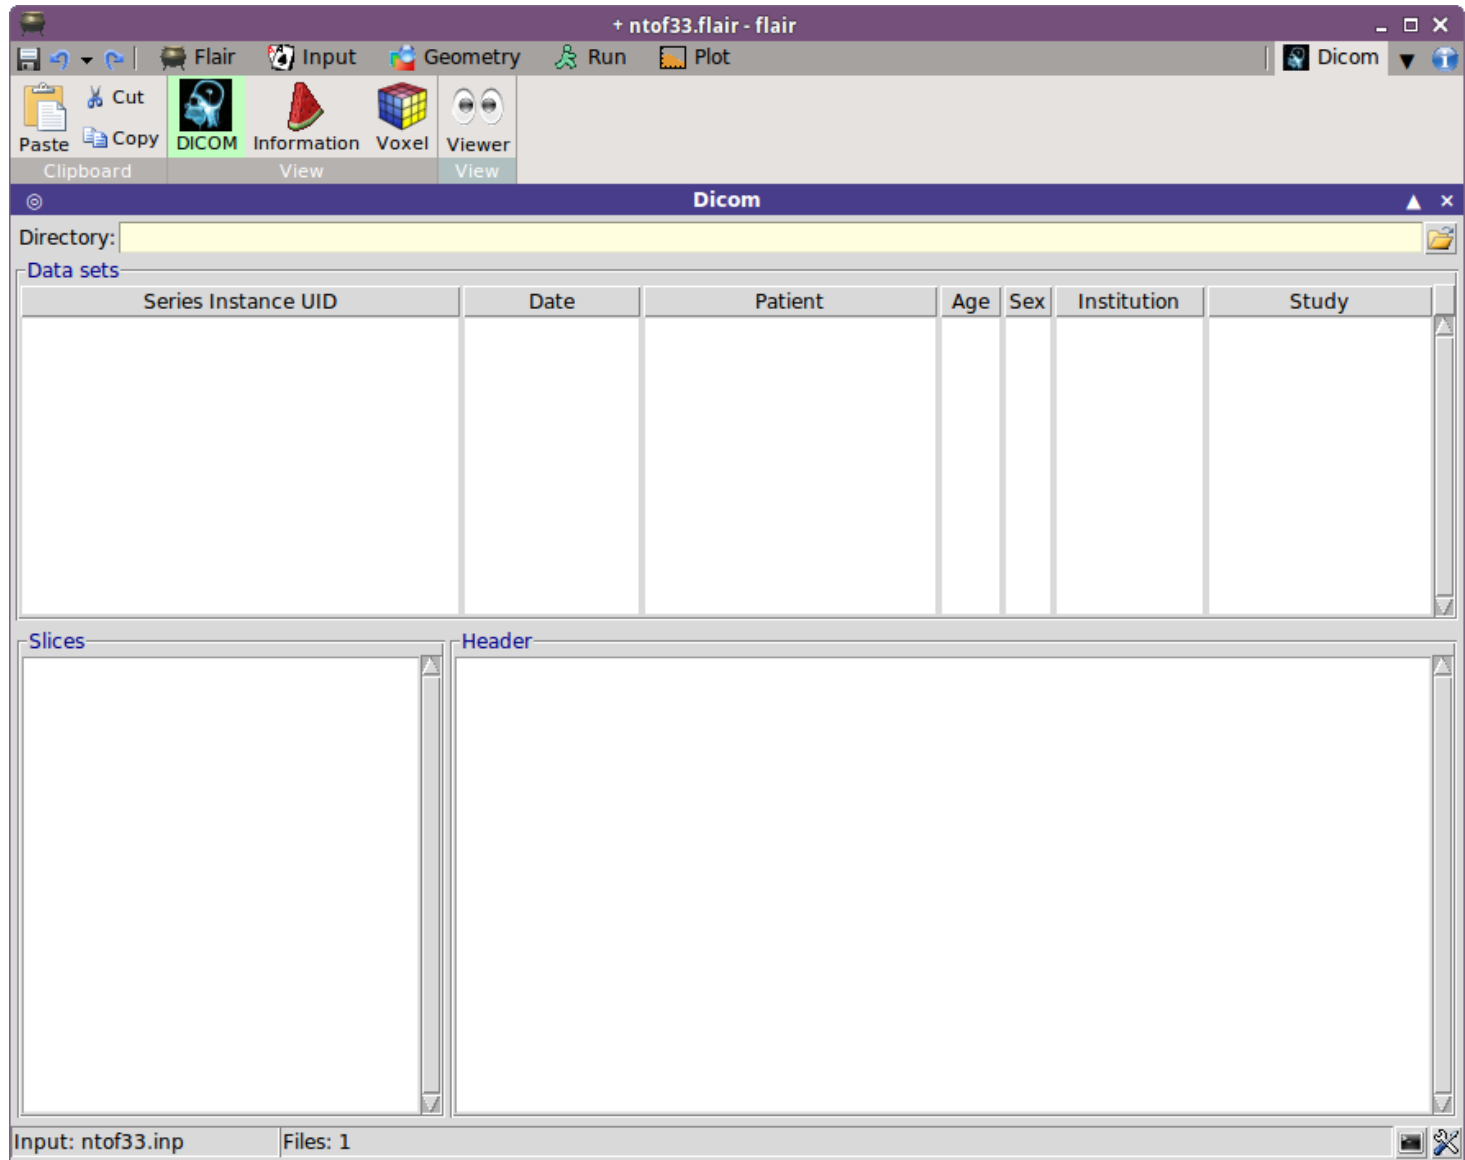 + ntof33.flair - flair
Flair Input Geometry Run Plot Dicom
Cut
Copy
Paste DICOM Information Voxel Viewer
Clipboard View View
Dicom
Directory:
Data sets
Series Instance UID Date Patient Age Sex Institution Study
Slices Header
Input: ntof33.inp Files: 1